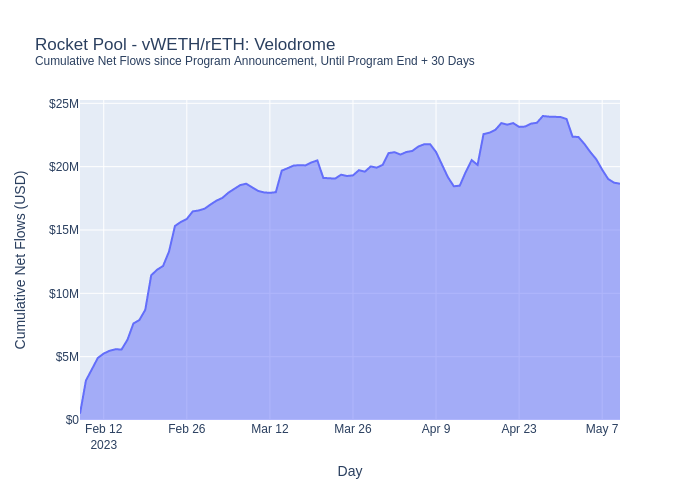 Rocket Pool - vWETH/rETH: Velodrome
Cumulative Net Flows since Program Announcement, Until Program End + 30 Days
Cumulative Net Flows (USD)
$25M
$20M
$15M
$10M
$5M
$0
Feb 12 Feb 26 Mar 12 Mar 26 Apr 9 Apr 23 May 7
2023
Day